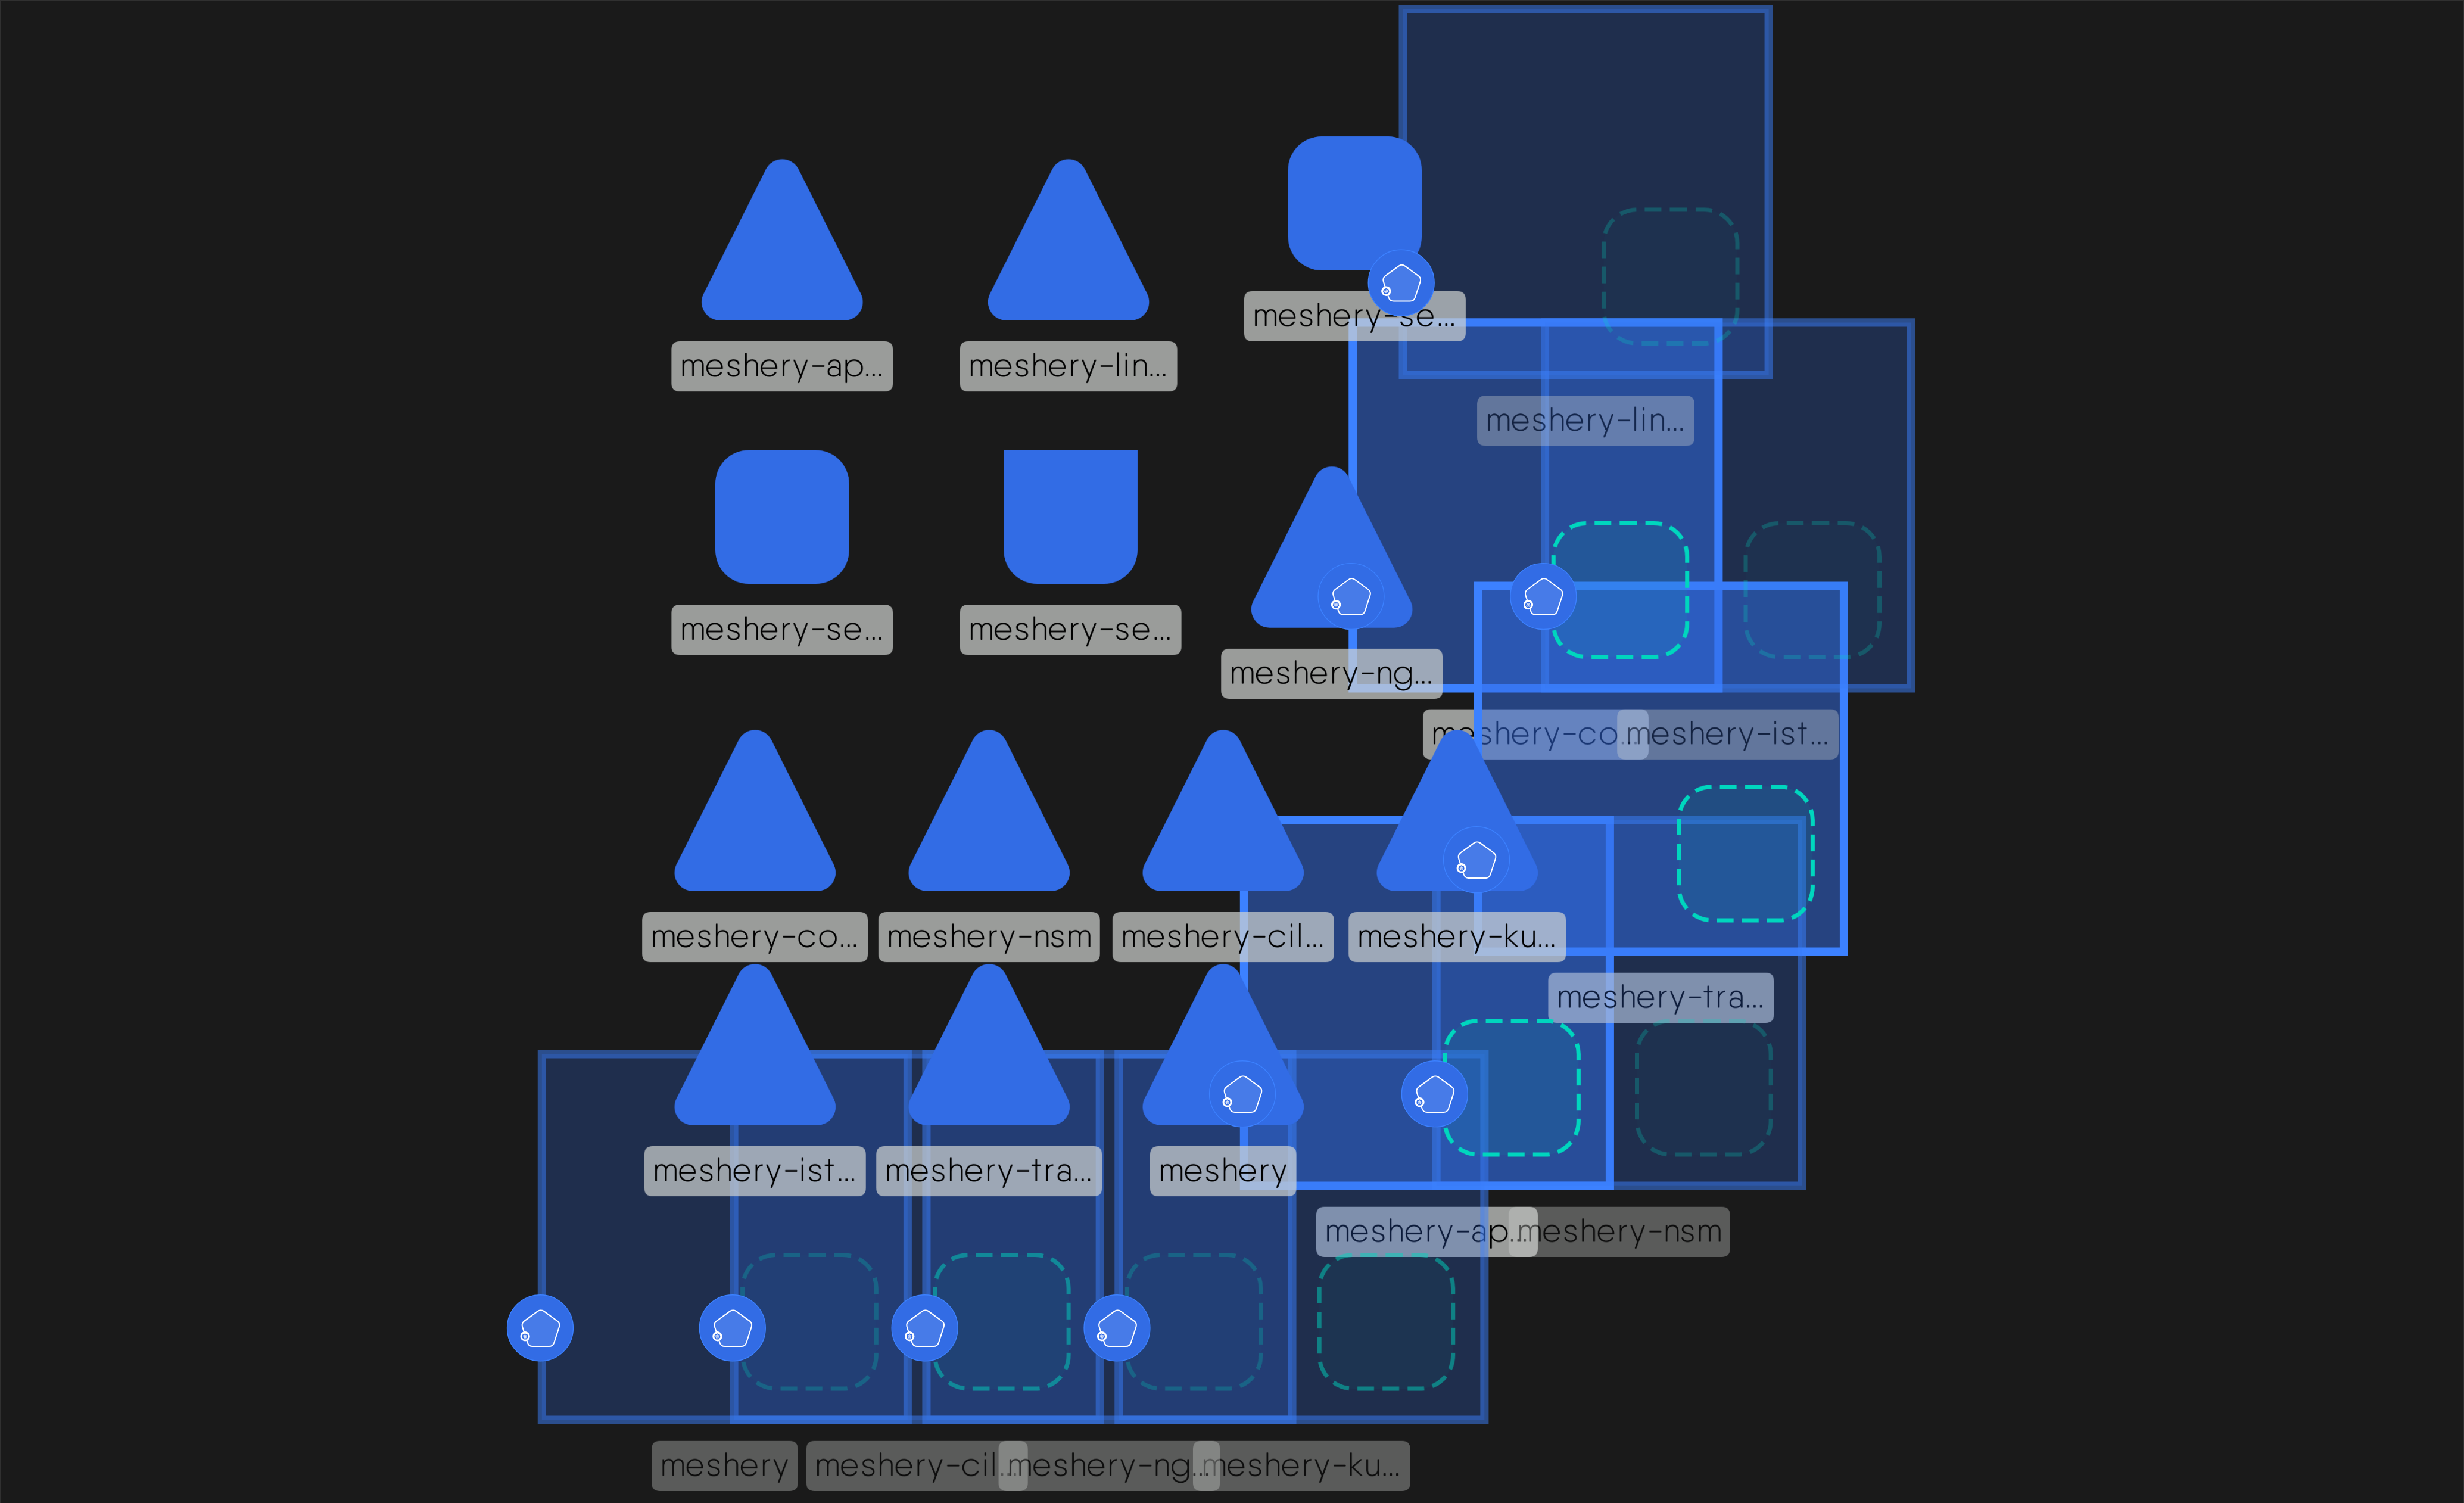 meshery-se...
meshery-ap...
meshery-lin...
meshery-lin...
meshery-se...
meshery-se...
meshery-ng...
meshery-co...
meshery-ist...
meshery-co...
meshery-nsm
meshery-cil...
meshery-ku...
meshery-tra...
meshery-ist...
meshery-tra...
meshery
meshery-ap...
meshery-nsm
meshery
meshery-cil...
meshery-ng...
meshery-ku...